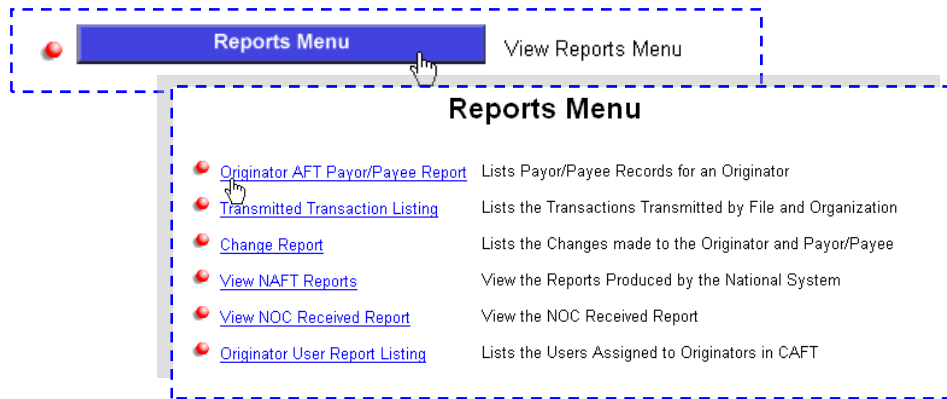 Reports Menu View Reports Menu
Reports Menu
Originator AFT Payor/Payee Report Lists Payor/Payee Records for an Originator
Transmitted Transaction Listing Lists the Transactions Transmitted by File and Organization
Change Report Lists the Changes made to the Originator and Payor/Payee
View NAFT Reports View the Reports Produced by the National System
View NOC Received Report View the NOC Received Report
Originator User Report Listing Lists the Users Assigned to Originators in CAFT